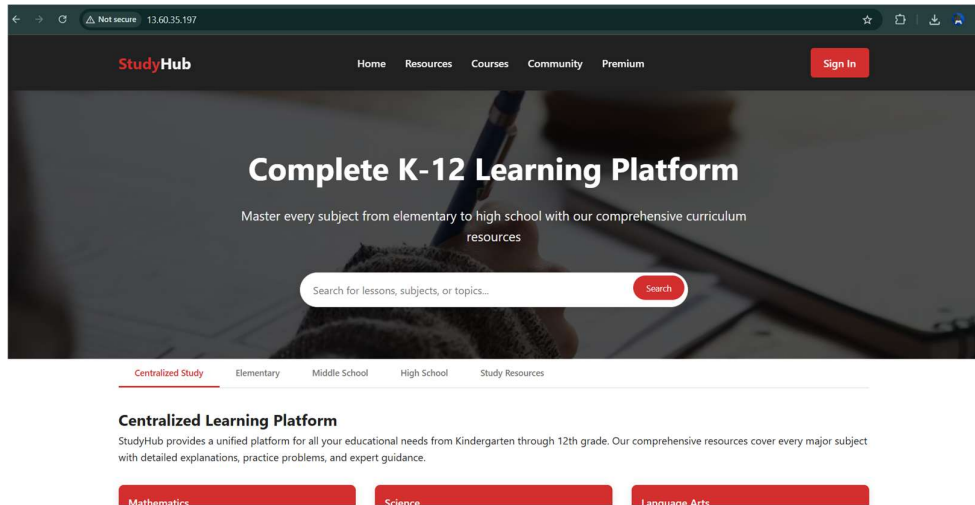 Not secure 13.60.35.197
StudyHub Home Resources Courses Community Premium Sign In
Complete K-12 Learning Platform
Master every subject from elementary to high school with our comprehensive curriculum
resources
Search for lessons, subjects, or topics... Search
Centralized Study Elementary Middle School High School Study Resources
Centralized Learning Platform
StudyHub provides a unified platform for all your educational needs from Kindergarten through 12th grade. Our comprehensive resources cover every major subject
with detailed explanations, practice problems, and expert guidance.
Mathematics Science Language Arts